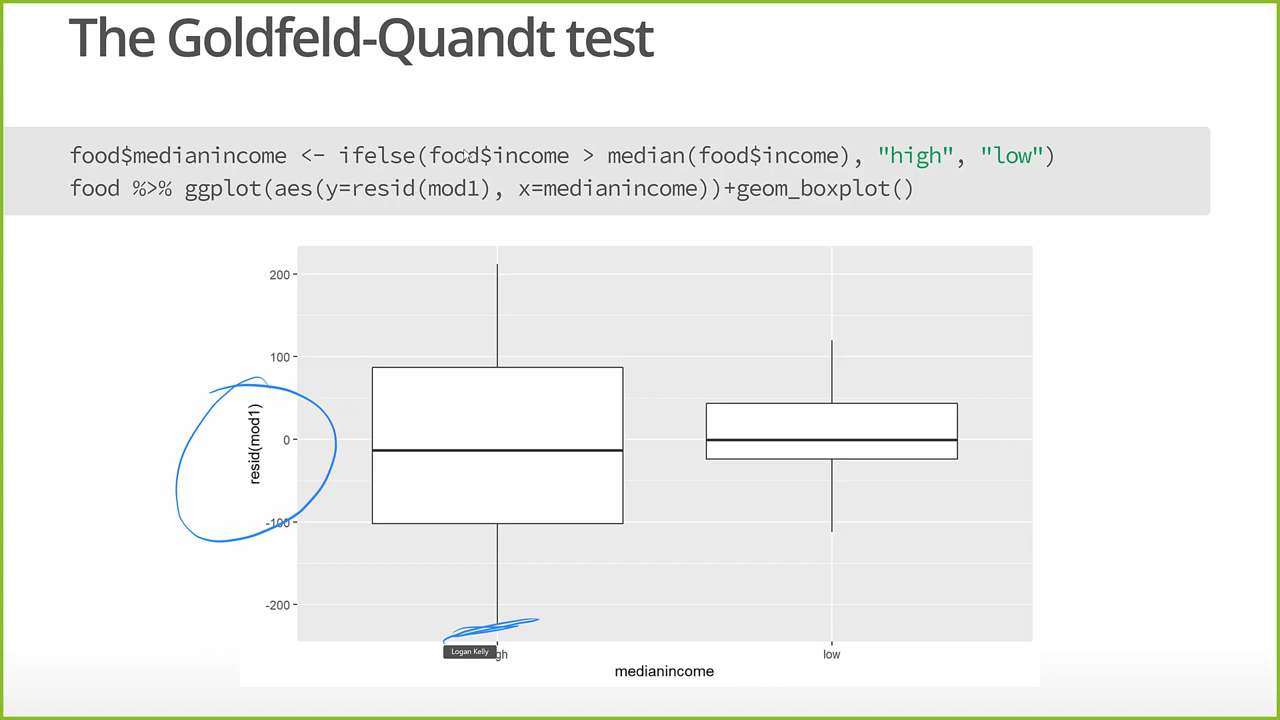 The Goldfeld-Quandt test
food$medianincome <- ifelse(food$income > median(food$income), "high", "low")
food %>% ggplot(aes(y=resid(mod1), x=medianincome))+geom_boxplot()
200
100
0
-100
-200
resid(mod1)
Logan Kelly
gh
low
medianincome